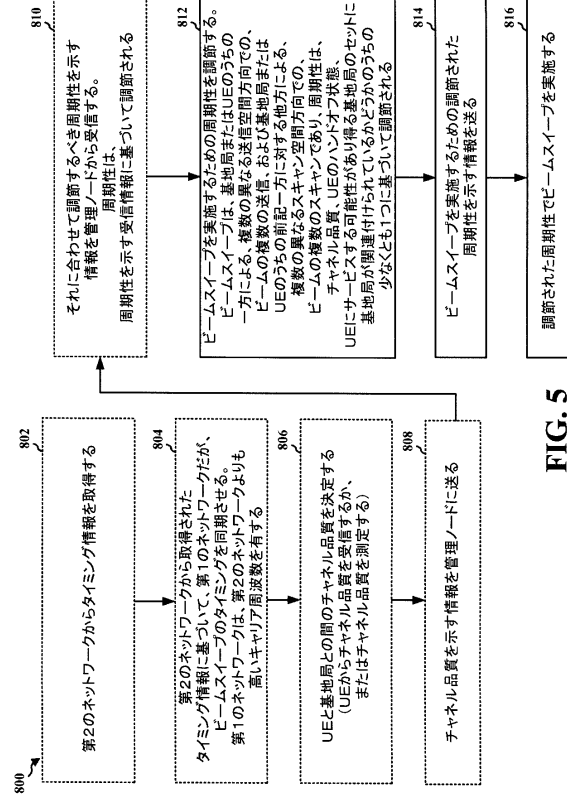 800
802
第2のネットワークからタイミング情報を取得する
804
第2のネットワークから取得された
タイミング情報に基づいて、第1のネットワークだが、
ビームスイープのタイミングを同期させる。
第1のネットワークは、第2のネットワークよりも
高いキャリア周波数を有する
806
UEと基地局との間のチャネル品質を決定する
(UEからチャネル品質を受信するか、
またはチャネル品質を測定する)
808
チャネル品質を示す情報を管理ノードに送る
810
それに合わせて調節するべき周期性を示す
情報を管理ノードから受信する。
周期性は、
周期性を示す受信情報に基づいて調節される
812
ビームスイープを実施するための周期性を調節する。
ビームスイープは、基地局またはUEのうちの
一方による、複数の異なる送信空間方向での、
ビームの複数の送信、および基地局または
UEのうちの前記一方に対する他方による、
複数の異なるスキャン空間方向での、
ビームの複数のスキャンであり、周期性は、
チャネル品質、UEのハンドオフ状態、
UEにサービスする可能性があり得る基地局のセットに
基地局が関連付けられているかどうかのうちの
少なくとも1つに基づいて調節される
814
ビームスイープを実施するための調節された
周期性を示す情報を送る
816
調節された周期性でビームスイープを実施する
FIG. 5